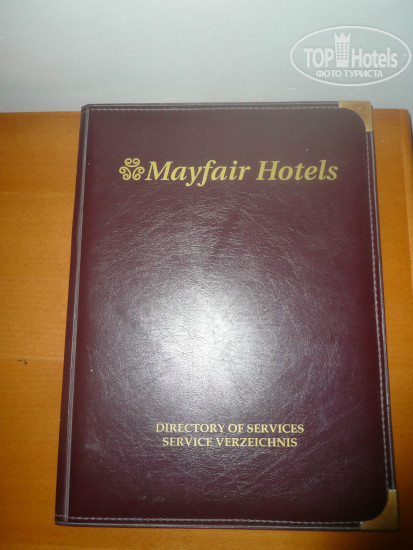 TOP Hotels
ФОТО ТУРИСТА
Mayfair Hotels
DIRECTORY OF SERVICES
SERVICE VERZEICHNIS